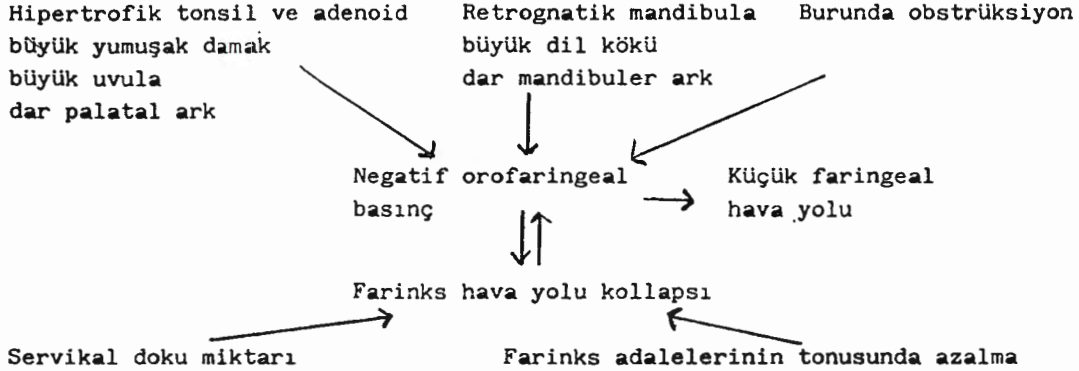 Hipertrofik tonsil ve adenoid
büyük yumuşak damak
büyük uvula
dar palatal ark
Retrognatik mandibula
büyük dil kökü
dar mandibuler ark
Burunda obstrüksiyon
Negatif orofaringeal
basınç
Küçük faringeal
hava yolu
Farinks hava yolu kollapsı
Servikal doku miktarı
Farinks adalelerinin tonusunda azalma